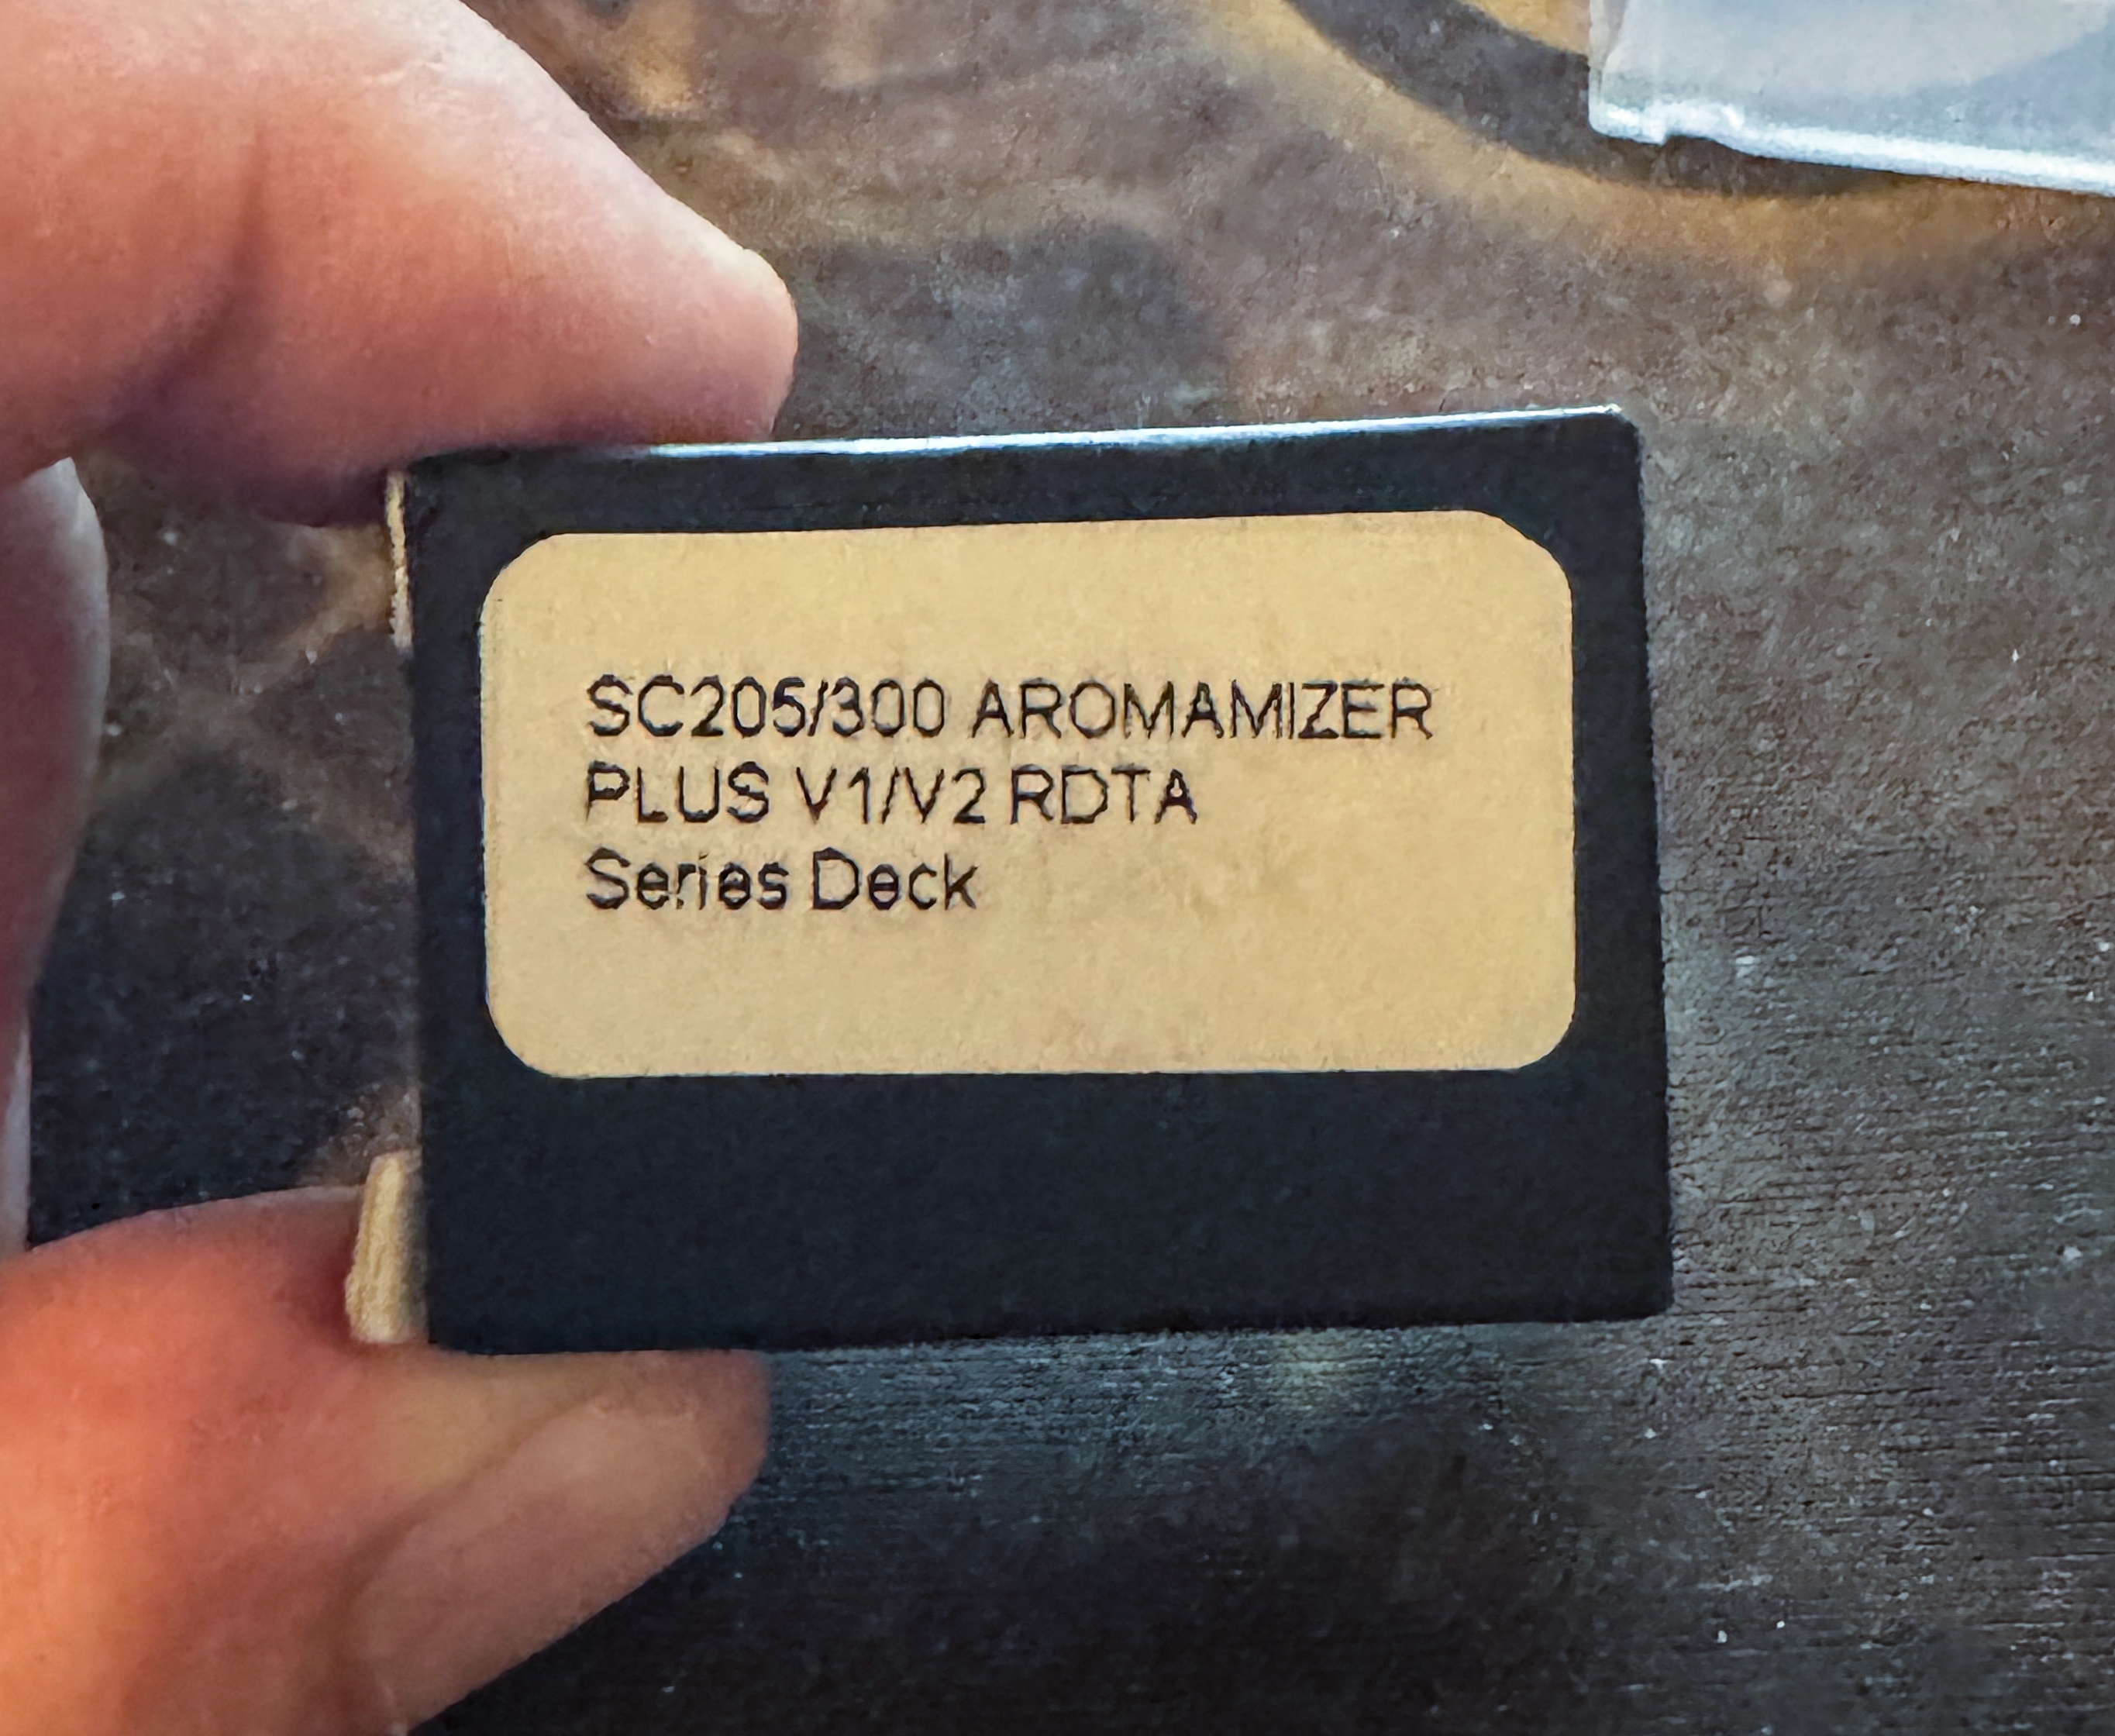 SC205/300 AROMAMIZER
PLUS V1/V2 RDTA
Series Deck